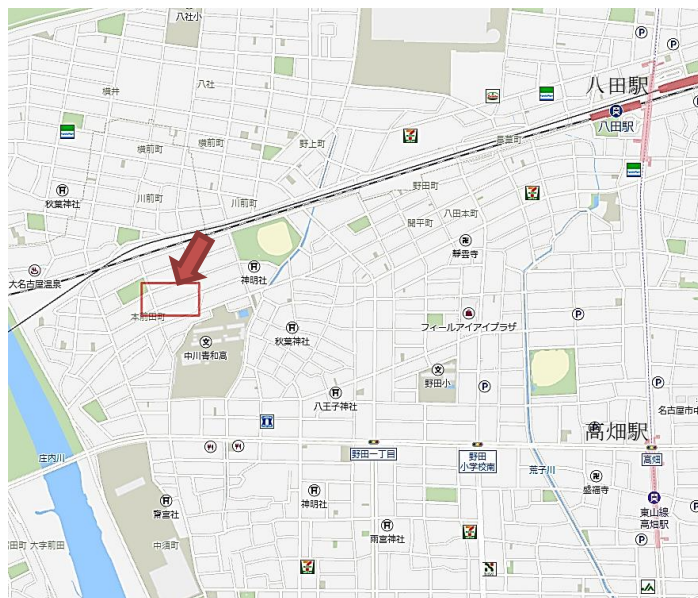 八社小
八田駅
八田駅
横井
八社
長筬町
横前町
横前町
野上町
野田町
秋葉神社
川前町
川前町
開平町
八田本町
静雲寺
大名古屋温泉
神明社
本前田町
フィールアイアイプラザ
中川青和高
秋葉神社
野田小
八王子神社
名古屋市中
高畑駅
庄内川
野田一丁目
野田
小学校南
高畑
荒子川
盛福寺
斎宮社
神明社
東山線
高畑駅
雨宮神社
中須町
田町
大字前田